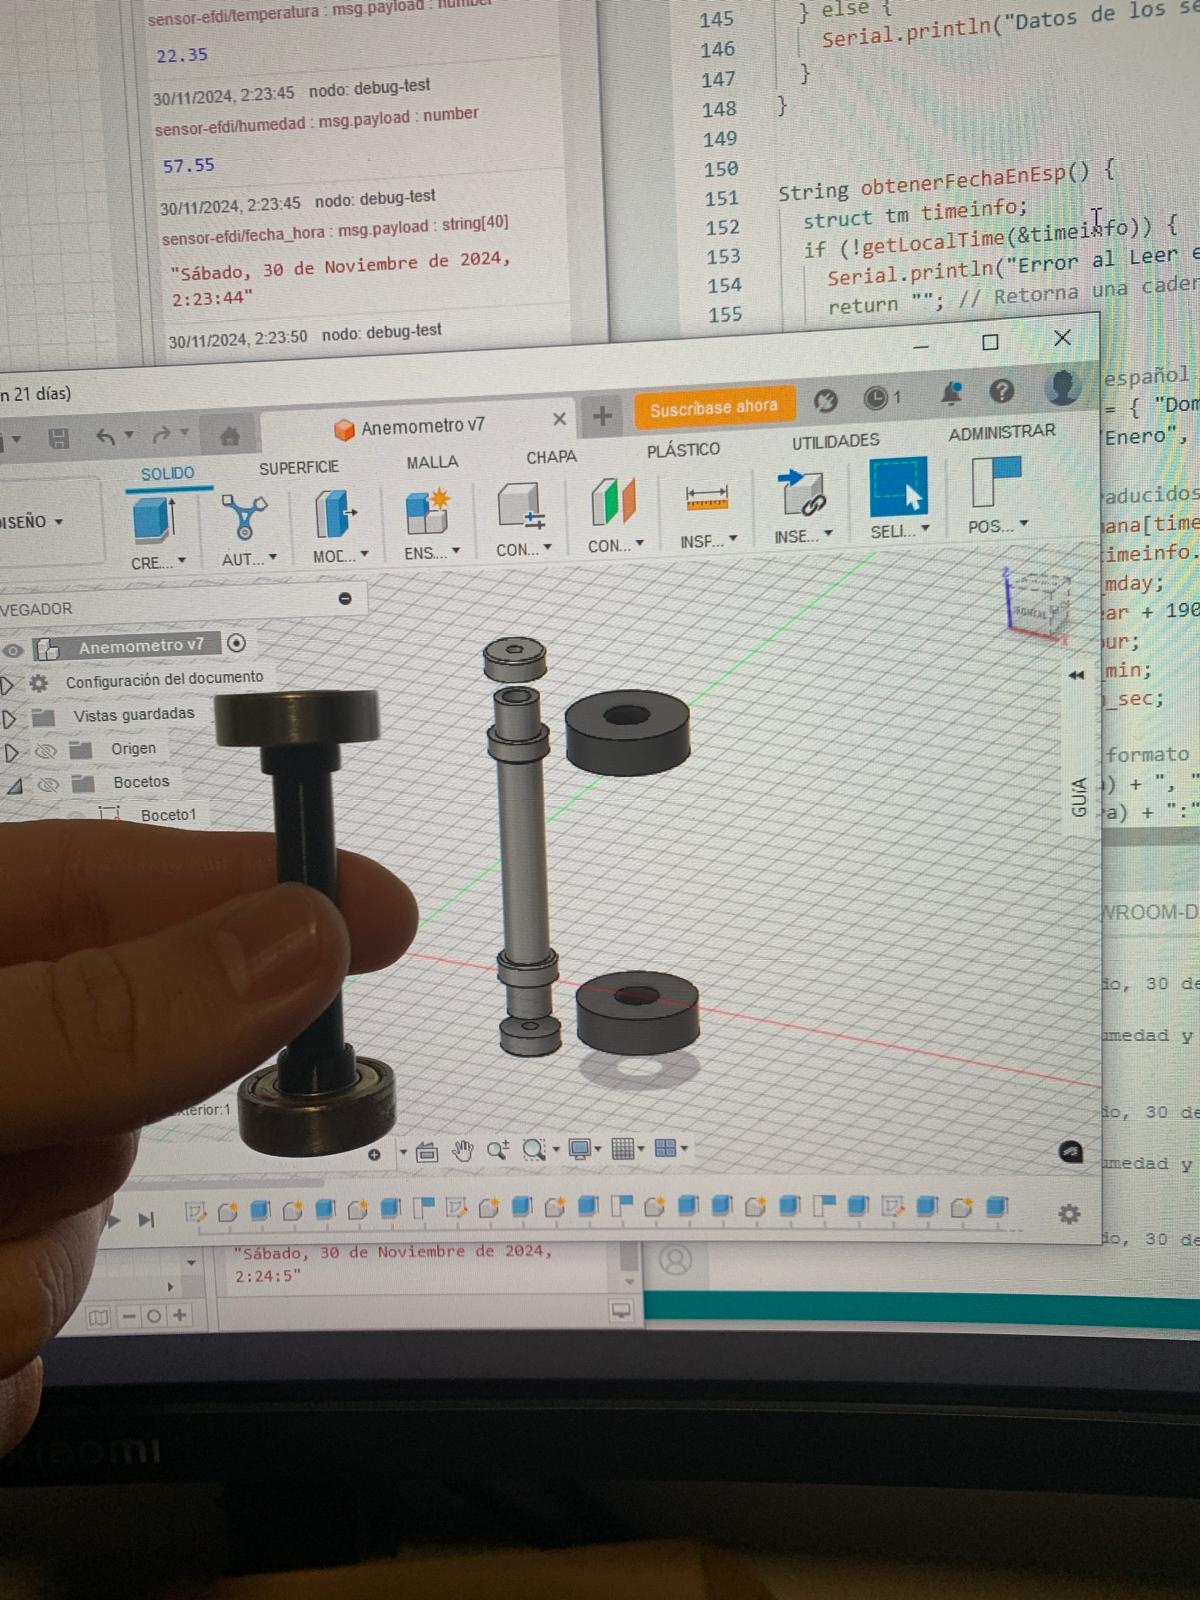 sensor-efdi/temperatura : msg.payload : number
22.35
30/11/2024, 2:23:45 nodo: debug-test
sensor-efdi/humedad : msg.payload : number
57.55
30/11/2024, 2:23:45 nodo: debug-test
sensor-efdi/fecha_hora : msg.payload : string[40]
"Sábado, 30 de Noviembre de 2024,
2:23:44"
30/11/2024, 2:23:50 nodo: debug-test
145 } else {
146 Serial.println("Datos de los se
147 }
148 }
149
150
151 String obtenerFechaEnEsp() {
152 struct tm timeinfo;
153 if (!getLocalTime(&timeinfo)) {
154 Serial.println("Error al Leer e
155 return ""; // Retorna una cader
español
= { "Dom
"Enero",
aducidos
ana[time
imeinfo.
mday;
ar + 190
ur;
min;
_sec;
formato
) + ", "
a) + ":"
n 21 días)
Anemometro v7
Suscríbase ahora
1
SOLIDO SUPERFICIE MALLA CHAPA PLÁSTICO UTILIDADES ADMINISTRAR
ISEÑO
CRE... AUT... MOD... ENS... CON... CON... INSP... INSE... SELI... POS...
VEGADOR
Anemometro v7
Configuración del documento
Vistas guardadas
Origen
Bocetos
Boceto1
terior:1
FRONTAL
Z
X
GUÍA
WROOM-D
io, 30 de
umedad y
io, 30 de
umedad y
io, 30 de
"Sábado, 30 de Noviembre de 2024,
2:24:5"
xiaomi